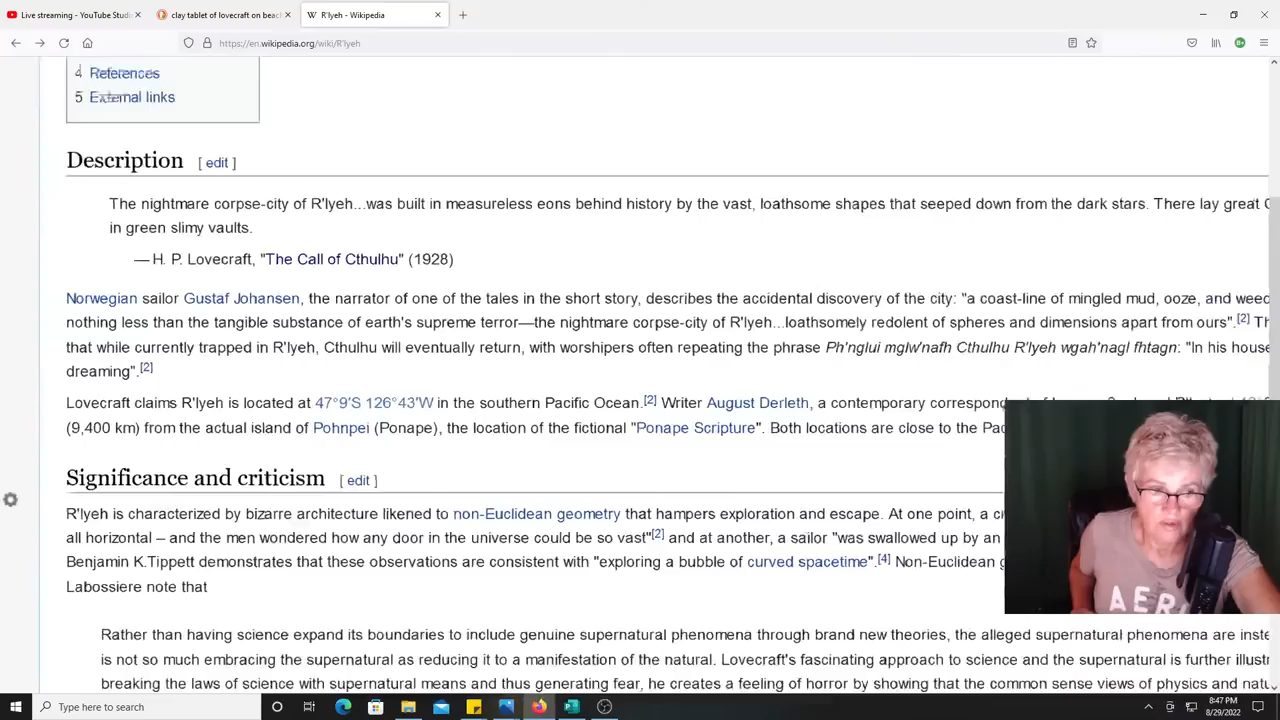 Live streaming - YouTube Studi
clay tablet of lovecraft on beac
R'lyeh - Wikipedia
https://en.wikipedia.org/wiki/R'lyeh
4 References
5 External links
Description [ edit ]
The nightmare corpse-city of R'lyeh...was built in measureless eons behind history by the vast, loathsome shapes that seeped down from the dark stars. There lay great C
in green slimy vaults.
— H. P. Lovecraft, "The Call of Cthulhu" (1928)
Norwegian sailor Gustaf Johansen, the narrator of one of the tales in the short story, describes the accidental discovery of the city: "a coast-line of mingled mud, ooze, and weed
nothing less than the tangible substance of earth's supreme terror—the nightmare corpse-city of R'lyeh...loathsomely redolent of spheres and dimensions apart from ours".[2] Th
that while currently trapped in R'lyeh, Cthulhu will eventually return, with worshipers often repeating the phrase Ph'nglui mglw'nafh Cthulhu R'lyeh wgah'nagl fhtagn: "In his house
dreaming".[2]
Lovecraft claims R'lyeh is located at 47°9′S 126°43′W in the southern Pacific Ocean.[2] Writer August Derleth, a contemporary correspond
(9,400 km) from the actual island of Pohnpei (Ponape), the location of the fictional "Ponape Scripture". Both locations are close to the Pac
Significance and criticism [ edit ]
R'lyeh is characterized by bizarre architecture likened to non-Euclidean geometry that hampers exploration and escape. At one point, a c
all horizontal – and the men wondered how any door in the universe could be so vast"[2] and at another, a sailor "was swallowed up by an
Benjamin K.Tippett demonstrates that these observations are consistent with "exploring a bubble of curved spacetime".[4] Non-Euclidean g
Labossiere note that
AER
Rather than having science expand its boundaries to include genuine supernatural phenomena through brand new theories, the alleged supernatural phenomena are inste
is not so much embracing the supernatural as reducing it to a manifestation of the natural. Lovecraft's fascinating approach to science and the supernatural is further illustr
breaking the laws of science with supernatural means and thus generating fear, he creates a feeling of horror by showing that the common sense views of physics and natu
Type here to search
8:47 PM
8/29/2022